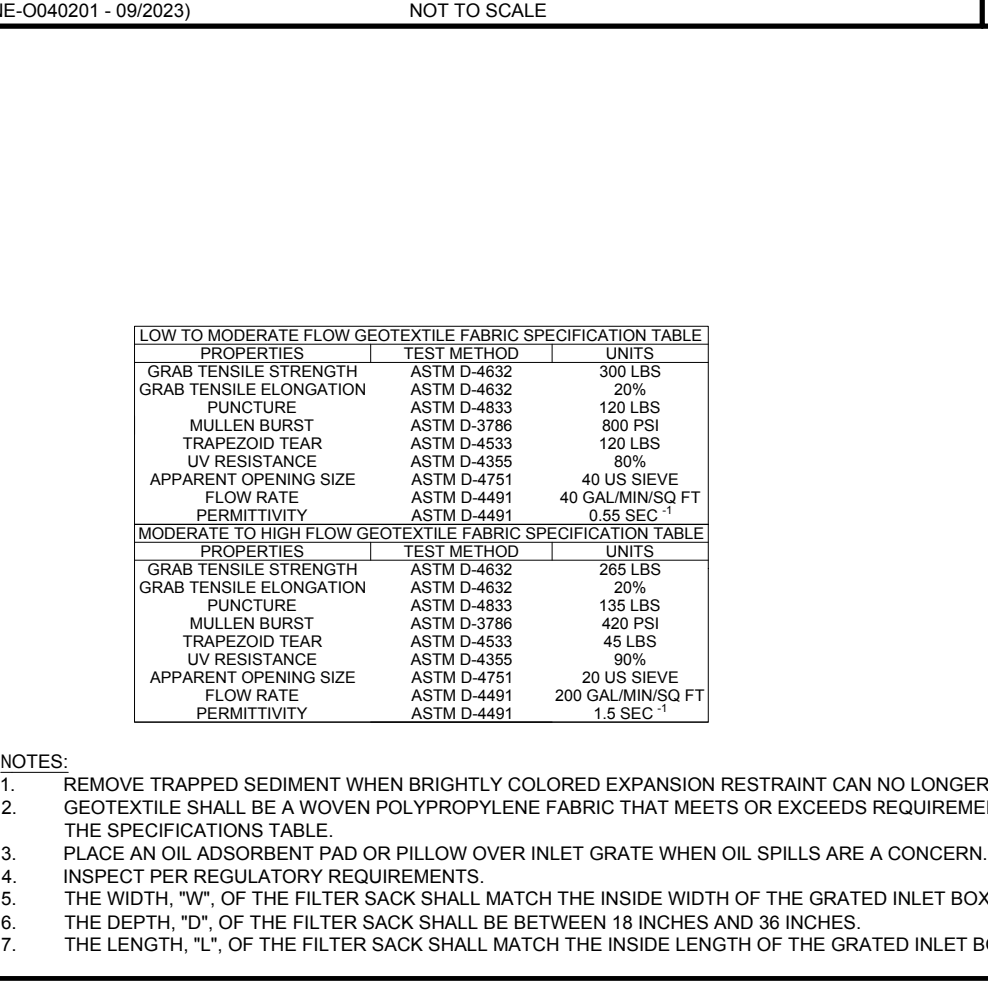 NE-O040201 - 09/2023) NOT TO SCALE
LOW TO MODERATE FLOW GEOTEXTILE FABRIC SPECIFICATION TABLE
PROPERTIES TEST METHOD UNITS
GRAB TENSILE STRENGTH ASTM D-4632 300 LBS
GRAB TENSILE ELONGATION ASTM D-4632 20%
PUNCTURE ASTM D-4833 120 LBS
MULLEN BURST ASTM D-3786 800 PSI
TRAPEZOID TEAR ASTM D-4533 120 LBS
UV RESISTANCE ASTM D-4355 80%
APPARENT OPENING SIZE ASTM D-4751 40 US SIEVE
FLOW RATE ASTM D-4491 40 GAL/MIN/SQ FT
PERMITTIVITY ASTM D-4491 0.55 SEC -1
MODERATE TO HIGH FLOW GEOTEXTILE FABRIC SPECIFICATION TABLE
PROPERTIES TEST METHOD UNITS
GRAB TENSILE STRENGTH ASTM D-4632 265 LBS
GRAB TENSILE ELONGATION ASTM D-4632 20%
PUNCTURE ASTM D-4833 135 LBS
MULLEN BURST ASTM D-3786 420 PSI
TRAPEZOID TEAR ASTM D-4533 45 LBS
UV RESISTANCE ASTM D-4355 90%
APPARENT OPENING SIZE ASTM D-4751 20 US SIEVE
FLOW RATE ASTM D-4491 200 GAL/MIN/SQ FT
PERMITTIVITY ASTM D-4491 1.5 SEC -1
NOTES:
1. REMOVE TRAPPED SEDIMENT WHEN BRIGHTLY COLORED EXPANSION RESTRAINT CAN NO LONGER
2. GEOTEXTILE SHALL BE A WOVEN POLYPROPYLENE FABRIC THAT MEETS OR EXCEEDS REQUIREME
THE SPECIFICATIONS TABLE.
3. PLACE AN OIL ADSORBENT PAD OR PILLOW OVER INLET GRATE WHEN OIL SPILLS ARE A CONCERN.
4. INSPECT PER REGULATORY REQUIREMENTS.
5. THE WIDTH, "W", OF THE FILTER SACK SHALL MATCH THE INSIDE WIDTH OF THE GRATED INLET BOX
6. THE DEPTH, "D", OF THE FILTER SACK SHALL BE BETWEEN 18 INCHES AND 36 INCHES.
7. THE LENGTH, "L", OF THE FILTER SACK SHALL MATCH THE INSIDE LENGTH OF THE GRATED INLET BO